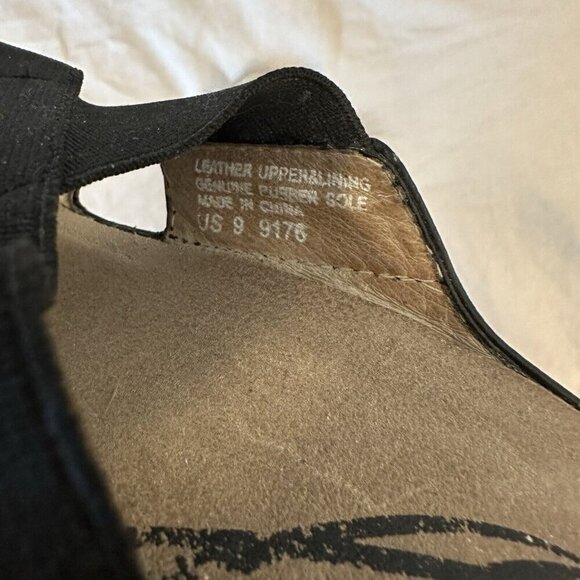 LEATHER UPPER&LINING
GENUINE RUBBER SOLE
MADE IN CHINA
US 9 9176